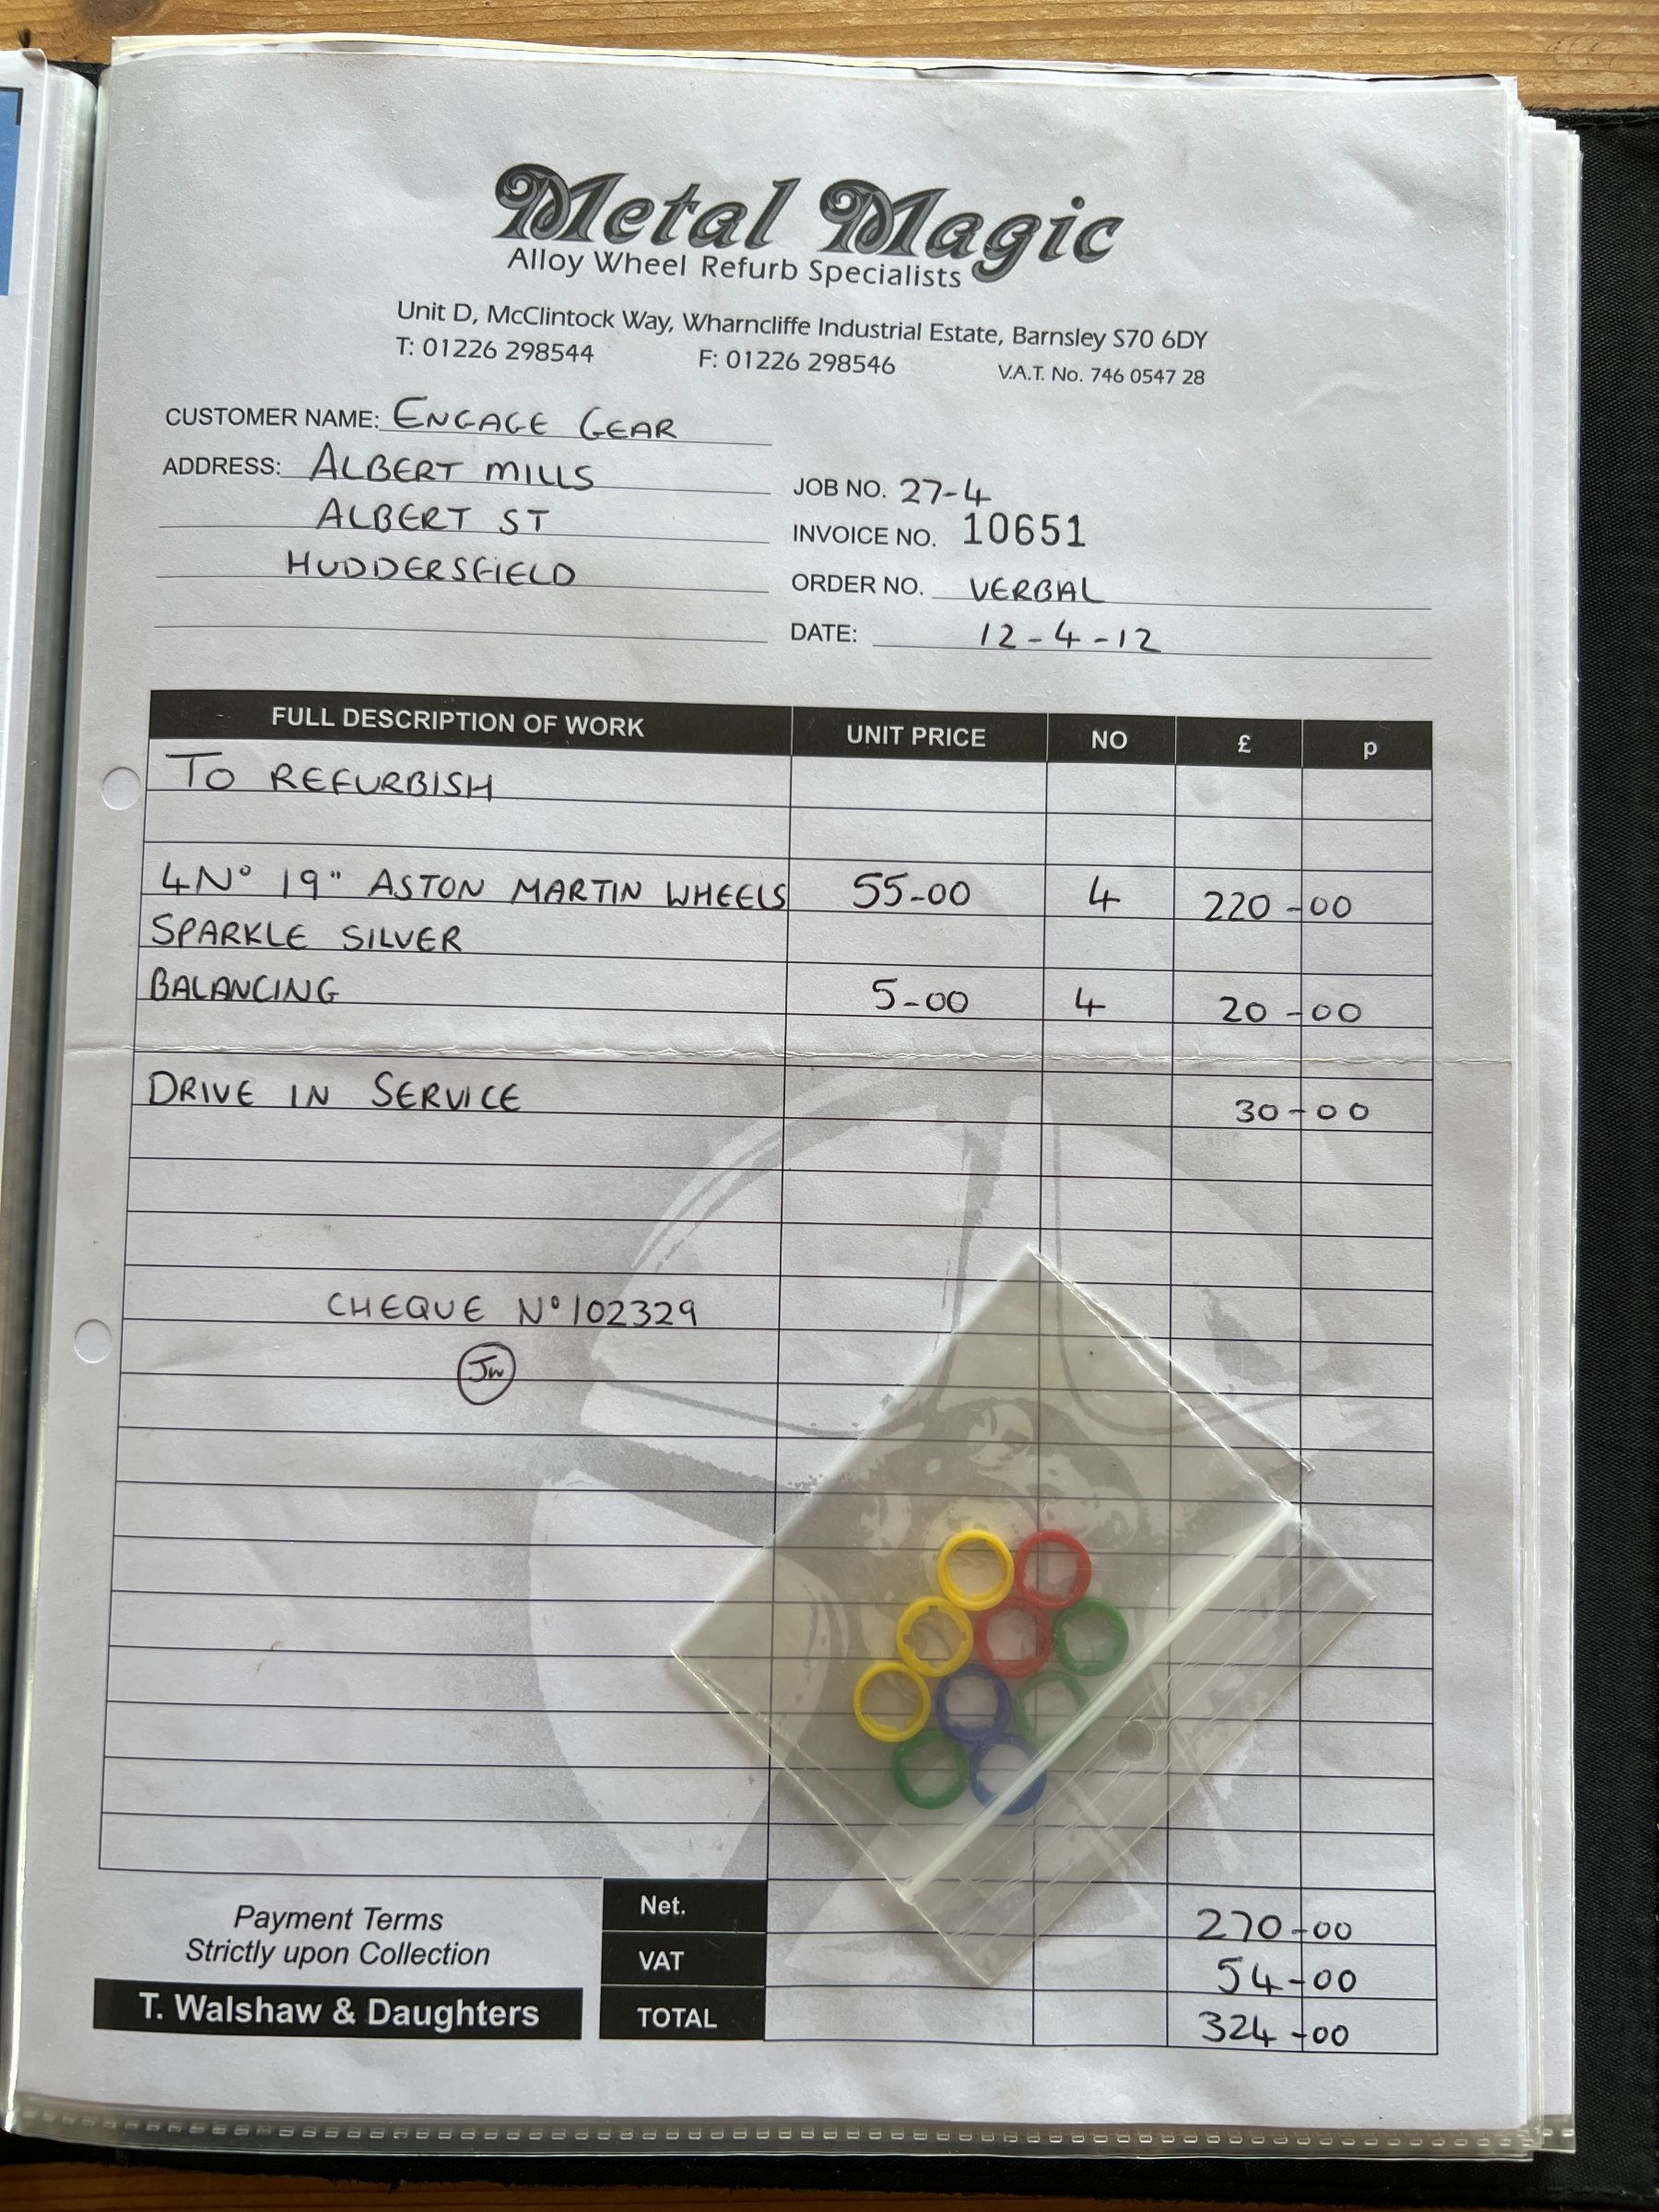 Metal Magic
Alloy Wheel Refurb Specialists
Unit D, McClintock Way, Wharncliffe Industrial Estate, Barnsley S70 6DY
T: 01226 298544 F: 01226 298546 V.A.T. No. 746 0547 28
CUSTOMER NAME: ENGAGE GEAR
ADDRESS: ALBERT MILLS
ALBERT ST
HUDDERSFIELD
JOB NO. 27-4
INVOICE NO. 10651
ORDER NO. VERBAL
DATE: 12-4-12
FULL DESCRIPTION OF WORK UNIT PRICE NO £ p
TO REFURBISH
4 No 19" ASTON MARTIN WHEELS 55-00 4 220-00
SPARKLE SILVER
BALANCING 5-00 4 20-00
DRIVE IN SERVICE 30-00
CHEQUE No 102329
JW
Payment Terms
Strictly upon Collection
T. Walshaw & Daughters
Net. 270-00
VAT 54-00
TOTAL 324-00